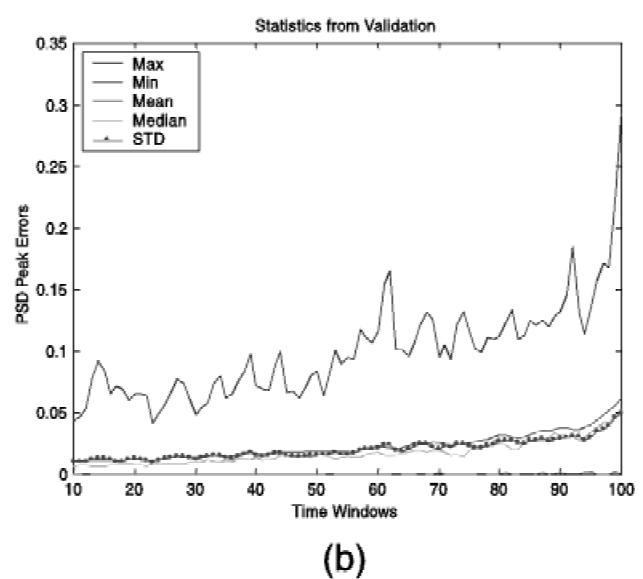 Statistics from Validation
0.35
0.3
0.25
0.2
0.15
0.1
0.05
0
Max
Min
Mean
Median
STD
PSD Peak Errors
10 20 30 40 50 60 70 80 90 100
Time Windows
(b)